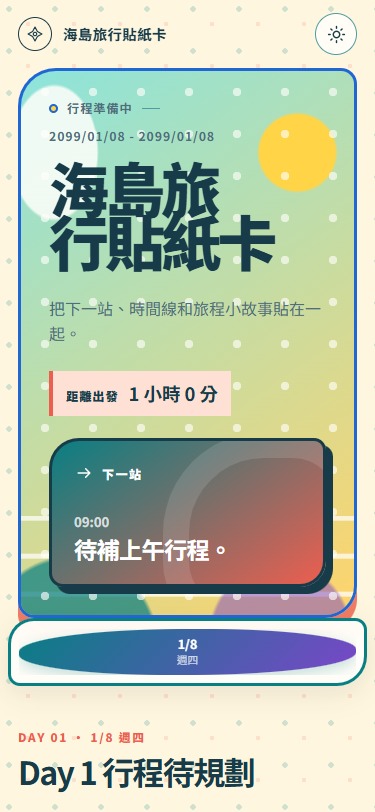 海島旅行貼紙卡
行程準備中
2099/01/08 - 2099/01/08
海島旅
行貼紙卡
把下一站、時間線和旅程小故事貼在一
起。
距離出發 1 小時 0 分
下一站
09:00
待補上午行程。
1/8
週四
DAY 01 · 1/8 週四
Day 1 行程待規劃